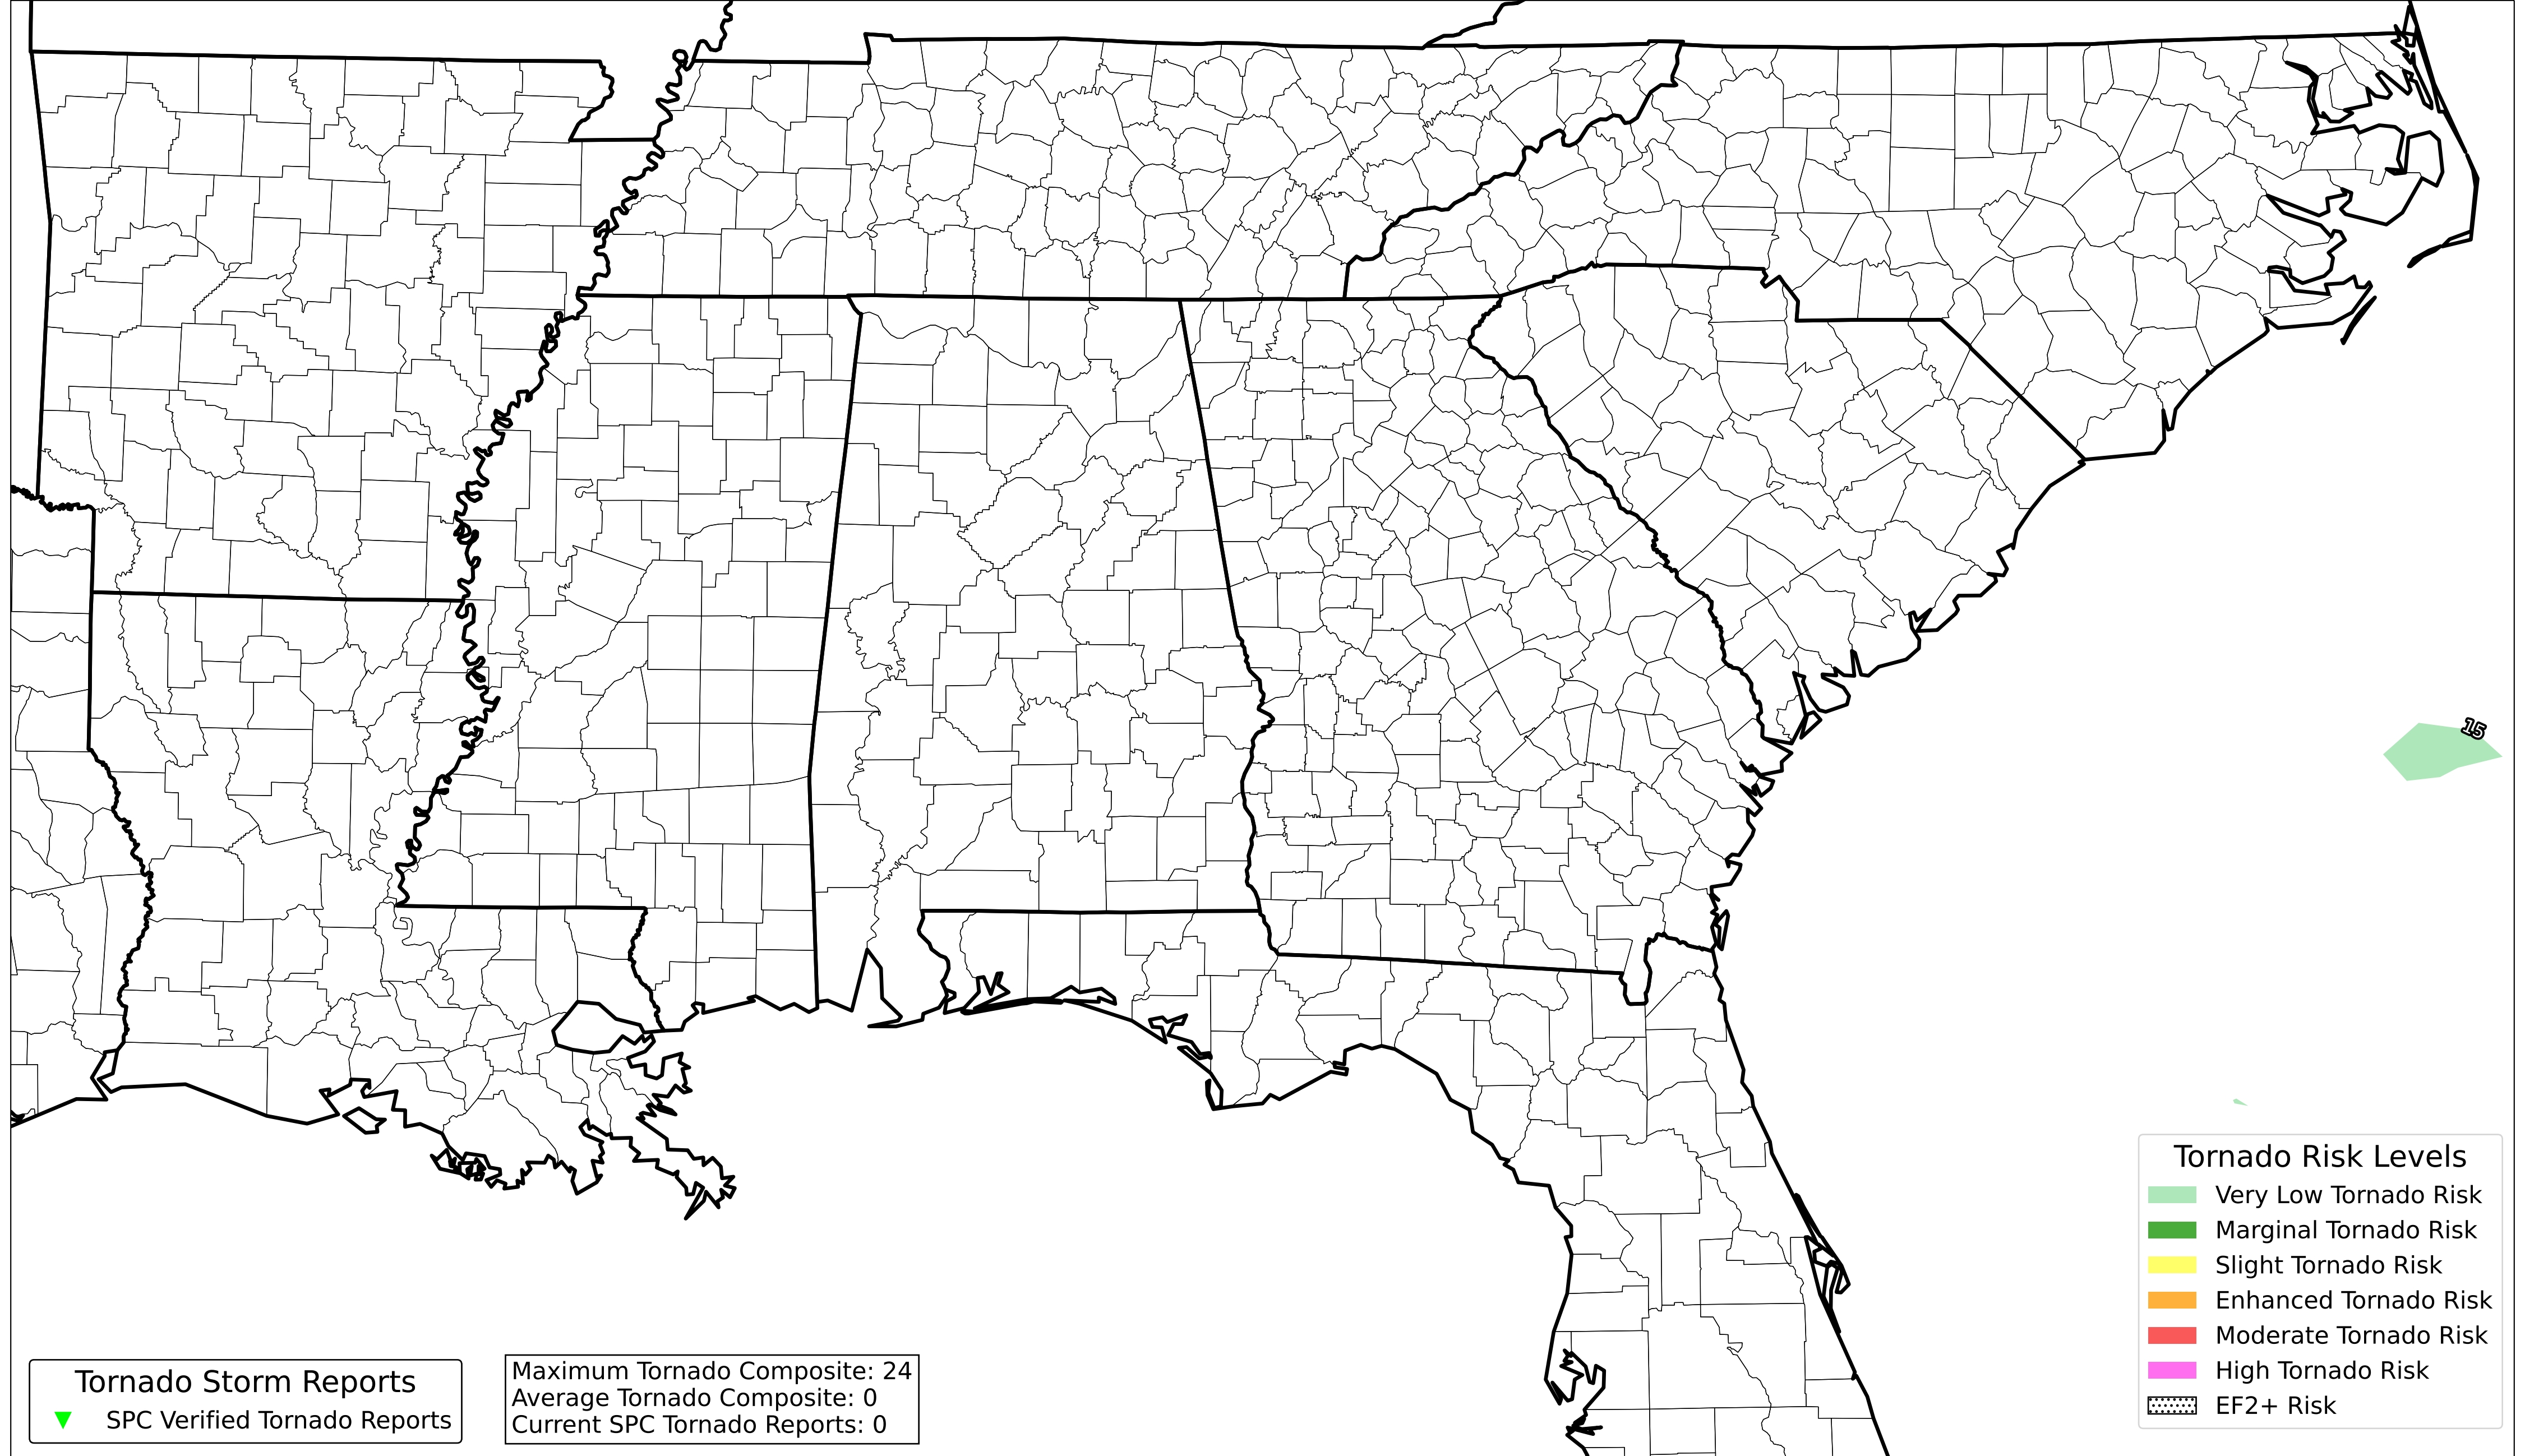 15
Tornado Risk Levels
Very Low Tornado Risk
Marginal Tornado Risk
Slight Tornado Risk
Enhanced Tornado Risk
Moderate Tornado Risk
High Tornado Risk
EF2+ Risk
Tornado Storm Reports
SPC Verified Tornado Reports
Maximum Tornado Composite: 24
Average Tornado Composite: 0
Current SPC Tornado Reports: 0